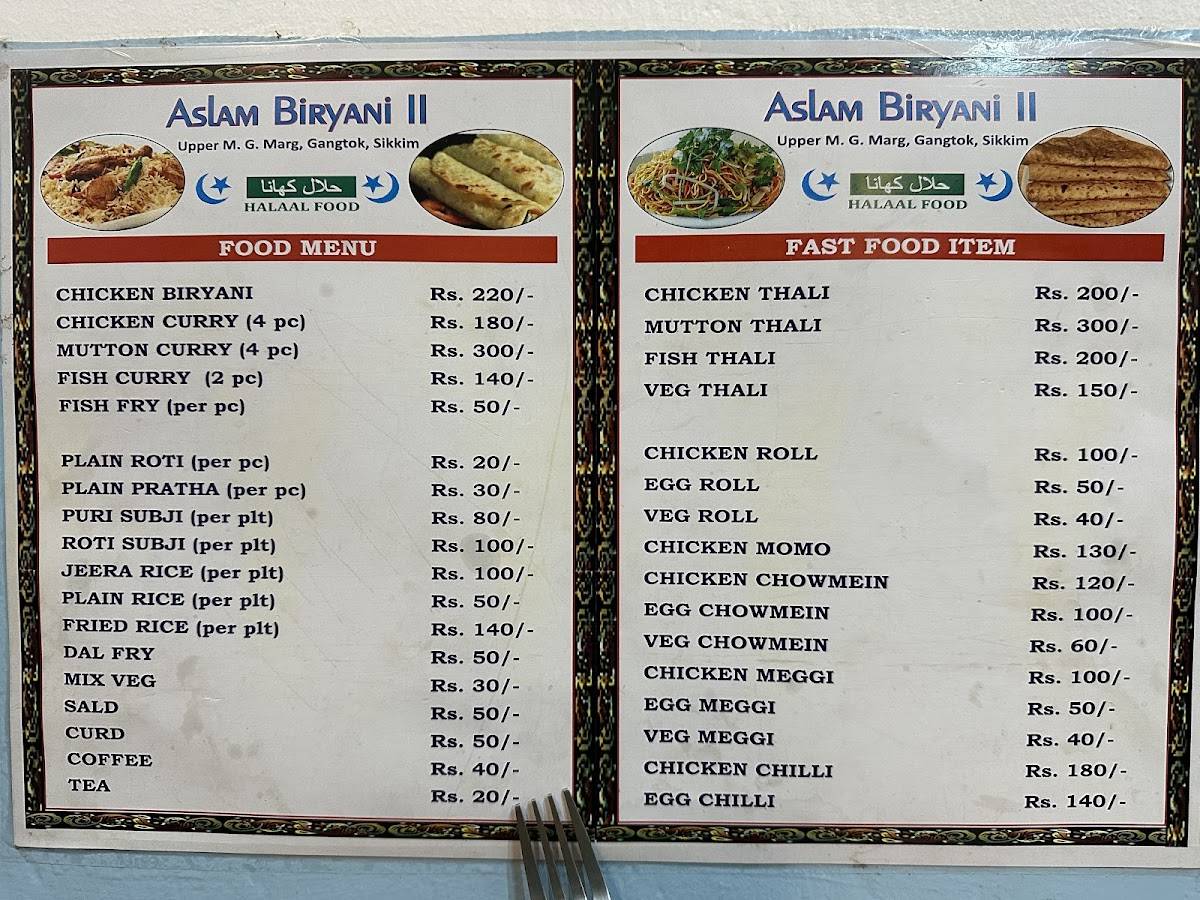 Aslam Biryani II
Upper M. G. Marg, Gangtok, Sikkim
حلال كهانا
HALAAL FOOD
FOOD MENU
CHICKEN BIRYANI Rs. 220/-
CHICKEN CURRY (4 pc) Rs. 180/-
MUTTON CURRY (4 pc) Rs. 300/-
FISH CURRY (2 pc) Rs. 140/-
FISH FRY (per pc) Rs. 50/-
PLAIN ROTI (per pc) Rs. 20/-
PLAIN PRATHA (per pc) Rs. 30/-
PURI SUBJI (per plt) Rs. 80/-
ROTI SUBJI (per plt) Rs. 100/-
JEERA RICE (per plt) Rs. 100/-
PLAIN RICE (per plt) Rs. 50/-
FRIED RICE (per plt) Rs. 140/-
DAL FRY Rs. 50/-
MIX VEG Rs. 30/-
SALD Rs. 50/-
CURD Rs. 50/-
COFFEE Rs. 40/-
TEA Rs. 20/-
Aslam Biryani II
Upper M. G. Marg, Gangtok, Sikkim
حلال كهانا
HALAAL FOOD
FAST FOOD ITEM
CHICKEN THALI Rs. 200/-
MUTTON THALI Rs. 300/-
FISH THALI Rs. 200/-
VEG THALI Rs. 150/-
CHICKEN ROLL Rs. 100/-
EGG ROLL Rs. 50/-
VEG ROLL Rs. 40/-
CHICKEN MOMO Rs. 130/-
CHICKEN CHOWMEIN Rs. 120/-
EGG CHOWMEIN Rs. 100/-
VEG CHOWMEIN Rs. 60/-
CHICKEN MEGGI Rs. 100/-
EGG MEGGI Rs. 50/-
VEG MEGGI Rs. 40/-
CHICKEN CHILLI Rs. 180/-
EGG CHILLI Rs. 140/-